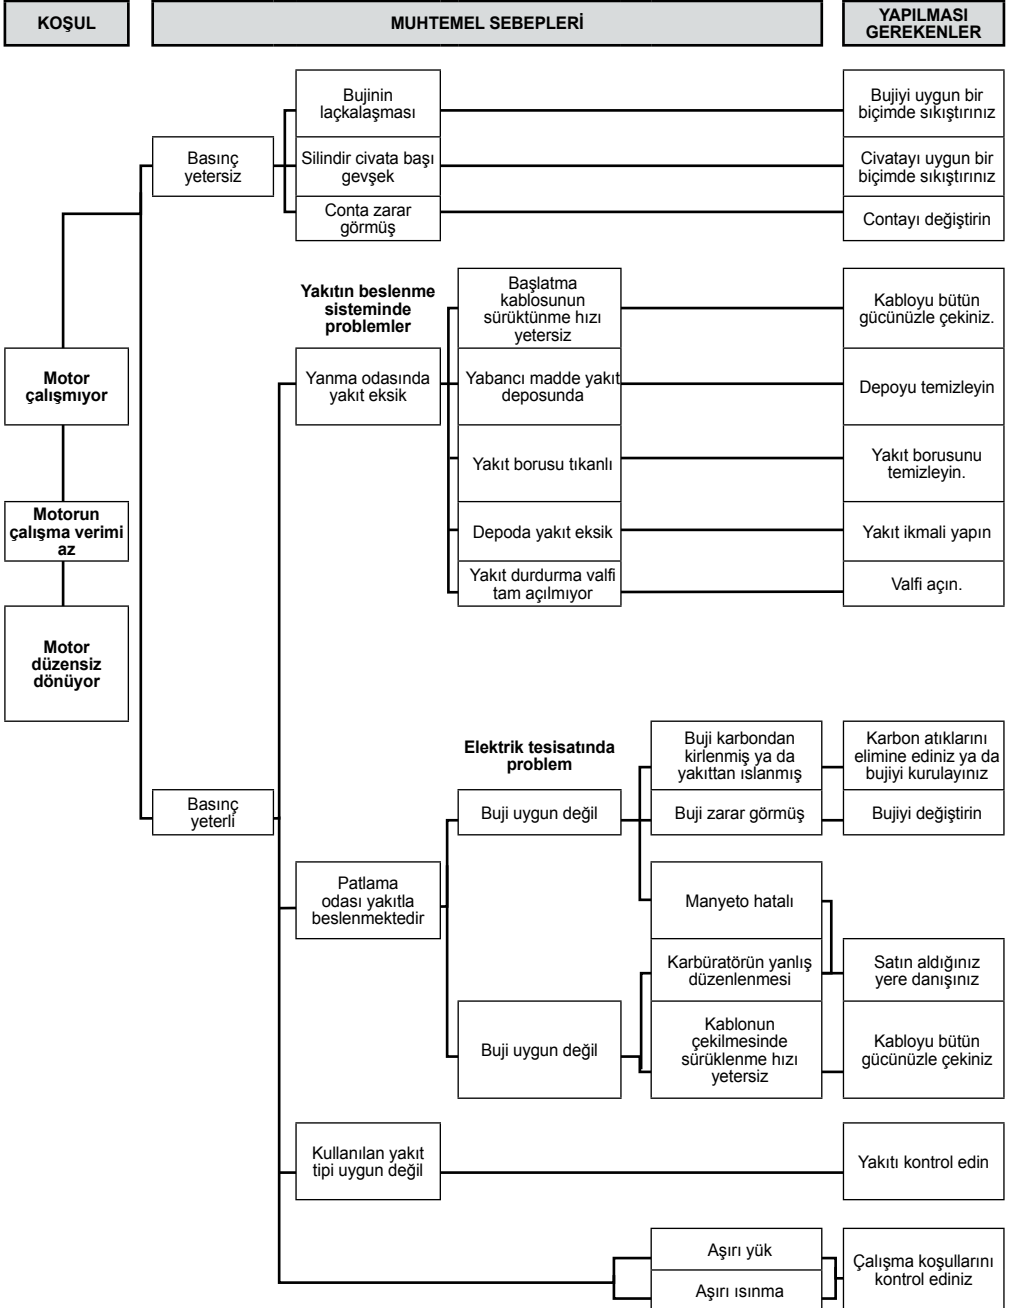 KOŞUL
MUHTEMEL SEBEPLERİ
YAPILMASI
GEREKENLER
Bujinin
laçkalaşması
Bujiyi uygun bir
biçimde sıkıştırınız
Basınç
yetersiz
Silindir civata başı
gevşek
Civatayı uygun bir
biçimde sıkıştırınız
Conta zarar
görmüş
Contayı değiştirin
Yakıtın beslenme
sisteminde
problemler
Başlatma
kablosunun
sürüktünme hızı
yetersiz
Kabloyu bütün
gücünüzle çekiniz.
Motor
çalışmıyor
Yanma odasında
yakıt eksik
Yabancı madde yakıt
deposunda
Depoyu temizleyin
Yakıt borusu tıkanlı
Yakıt borusunu
temizleyin.
Motorun
çalışma verimi
az
Depoda yakıt eksik
Yakıt ikmali yapın
Yakıt durdurma valfi
tam açılmıyor
Valfi açın.
Motor
düzensiz
dönüyor
Elektrik tesisatında
problem
Buji karbondan
kirlenmiş ya da
yakıttan ıslanmış
Karbon atıklarını
elimine ediniz ya da
bujiyi kurulayınız
Basınç
yeterli
Buji uygun değil
Buji zarar görmüş
Bujiyi değiştirin
Patlama
odası yakıtla
beslenmektedir
Manyeto hatalı
Karbüratörün yanlış
düzenlenmesi
Satın aldığınız
yere danışınız
Buji uygun değil
Kablonun
çekilmesinde
sürüklenme hızı
yetersiz
Kabloyu bütün
gücünüzle çekiniz
Kullanılan yakıt
tipi uygun değil
Yakıtı kontrol edin
Aşırı yük
Aşırı ısınma
Çalışma koşullarını
kontrol ediniz